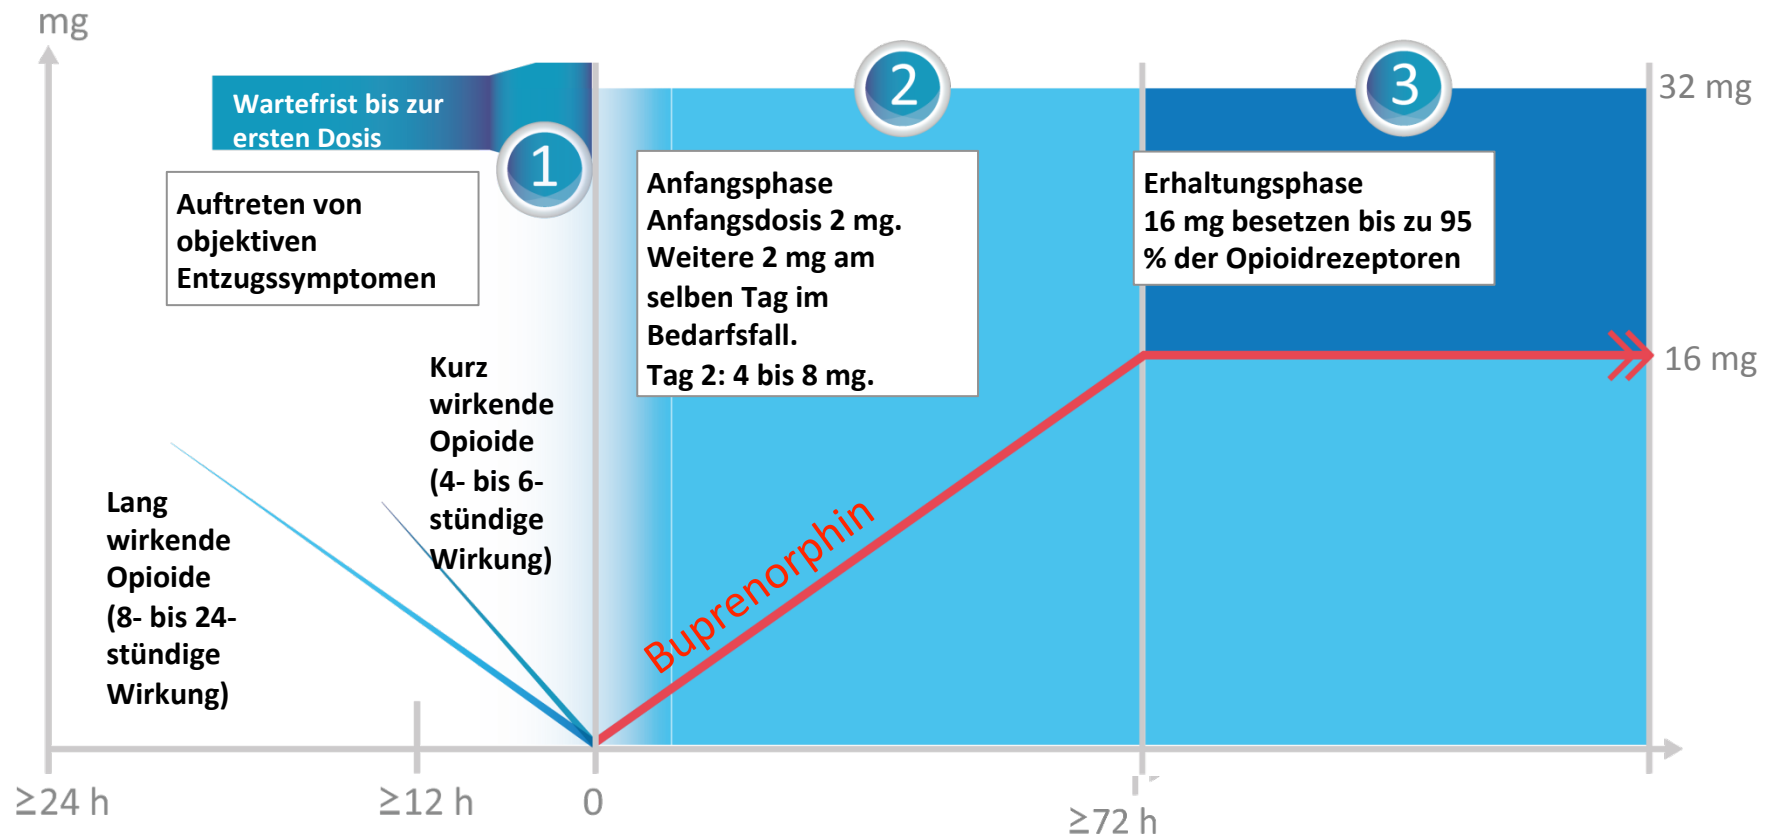 mg
Wartefrist bis zur
ersten Dosis
1
Auftreten von
objektiven
Entzugssymptomen
2
Anfangsphase
Anfangsdosis 2 mg.
Weitere 2 mg am
selben Tag im
Bedarfsfall.
Tag 2: 4 bis 8 mg.
3
Erhaltungsphase
16 mg besetzen bis zu 95
% der Opioidrezeptoren
32 mg
16 mg
Kurz
wirkende
Opioide
(4- bis 6-
stündige
Wirkung)
Lang
wirkende
Opioide
(8- bis 24-
stündige
Wirkung)
Buprenorphin
≥24 h
≥12 h
0
≥72 h